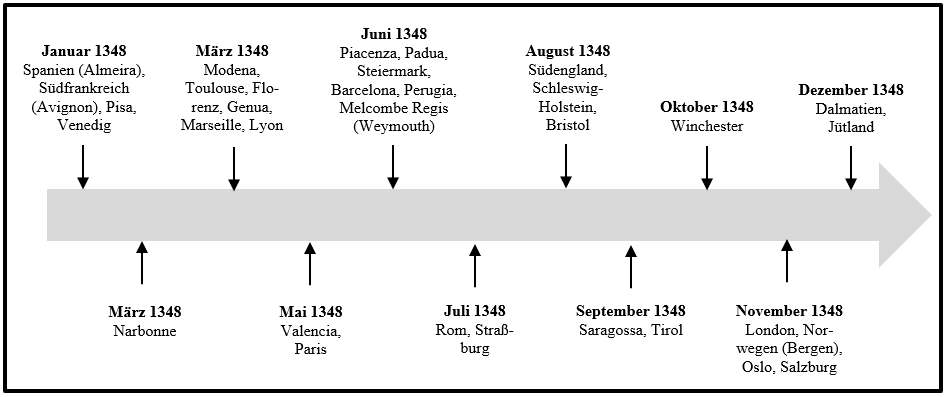 Januar 1348
Spanien (Almeira),
Südfrankreich
(Avignon), Pisa,
Venedig
März 1348
Modena,
Toulouse, Flo-
renz, Genua,
Marseille, Lyon
Juni 1348
Piacenza, Padua,
Steiermark,
Barcelona, Perugia,
Melcombe Regis
(Weymouth)
August 1348
Südengland,
Schleswig-
Holstein,
Bristol
Oktober 1348
Winchester
Dezember 1348
Dalmatien,
Jütland
März 1348
Narbonne
Mai 1348
Valencia,
Paris
Juli 1348
Rom, Straß-
burg
September 1348
Saragossa, Tirol
November 1348
London, Nor-
wegen (Bergen),
Oslo, Salzburg